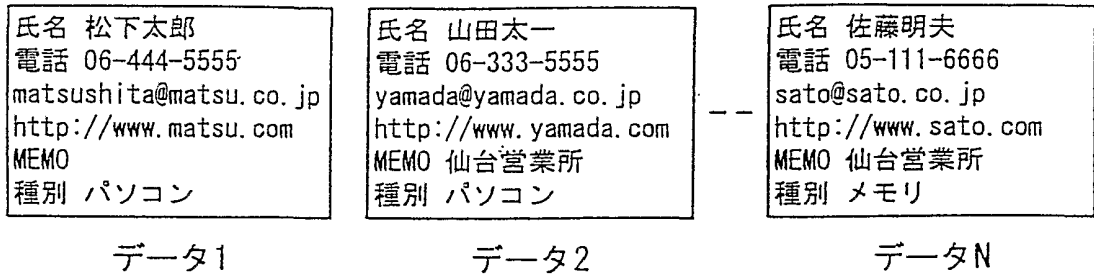 氏名 松下太郎
電話 06-444-5555
matsushita@matsu.co.jp
http://www.matsu.com
MEMO
種別 パソコン
データ1
氏名 山田太一
電話 06-333-5555
yamada@yamada.co.jp
http://www.yamada.com
MEMO 仙台営業所
種別 パソコン
データ2
氏名 佐藤明夫
電話 05-111-6666
sato@sato.co.jp
http://www.sato.com
MEMO 仙台営業所
種別 メモリ
データN